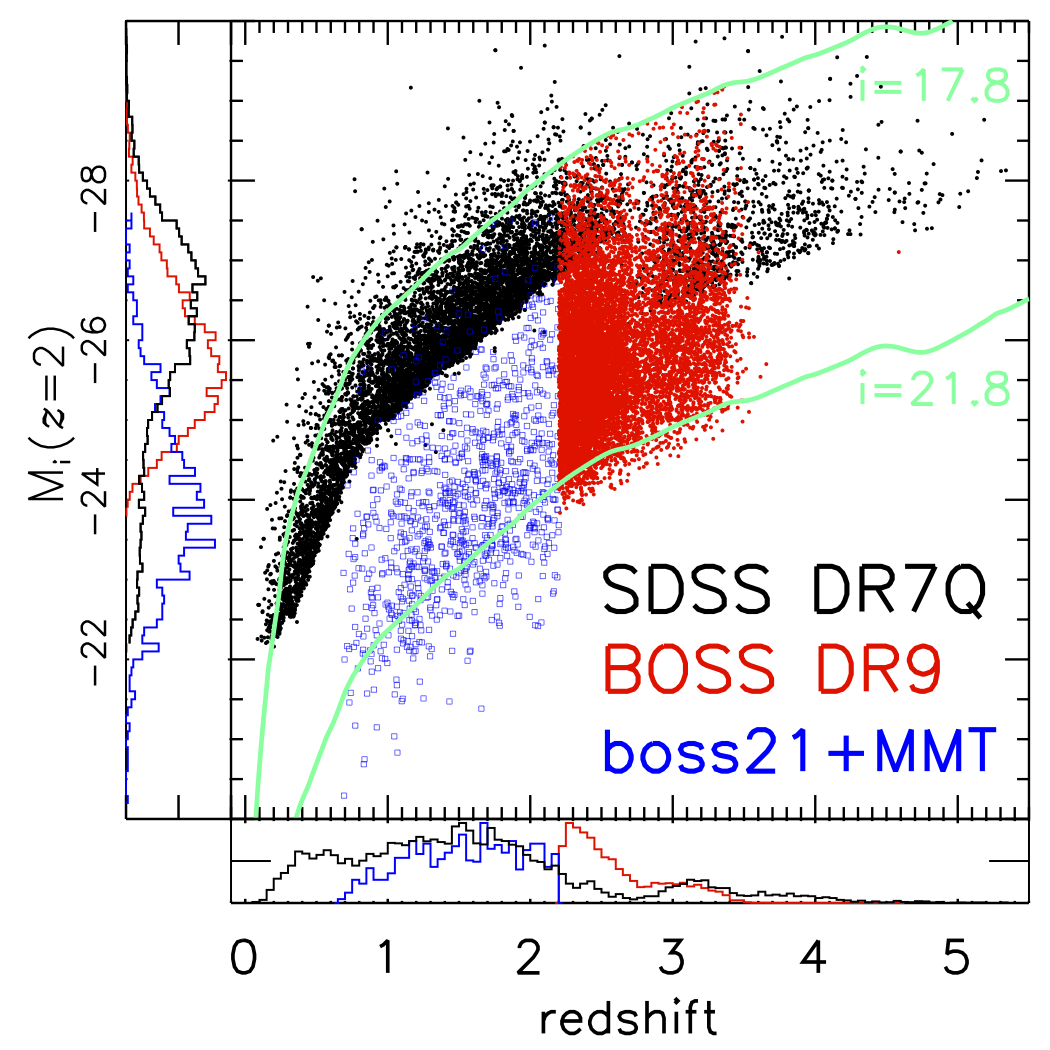 i=17.8
-28
-26
M_i(z=2)
i=21.8
-24
SDSS DR7Q
BOSS DR9
-22
boss21+MMT
0 1 2 3 4 5
redshift